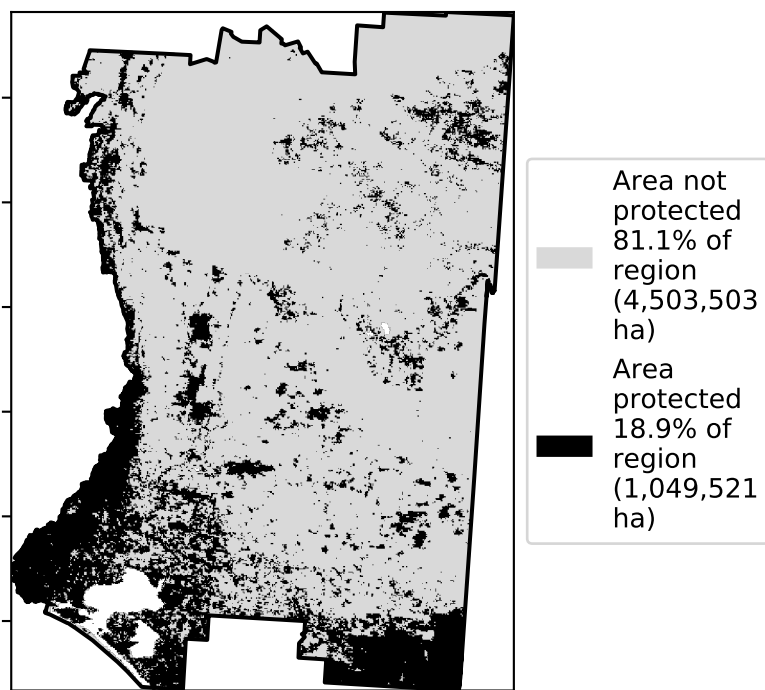 Area not
protected
81.1% of
region
(4,503,503
ha)
Area
protected
18.9% of
region
(1,049,521
ha)